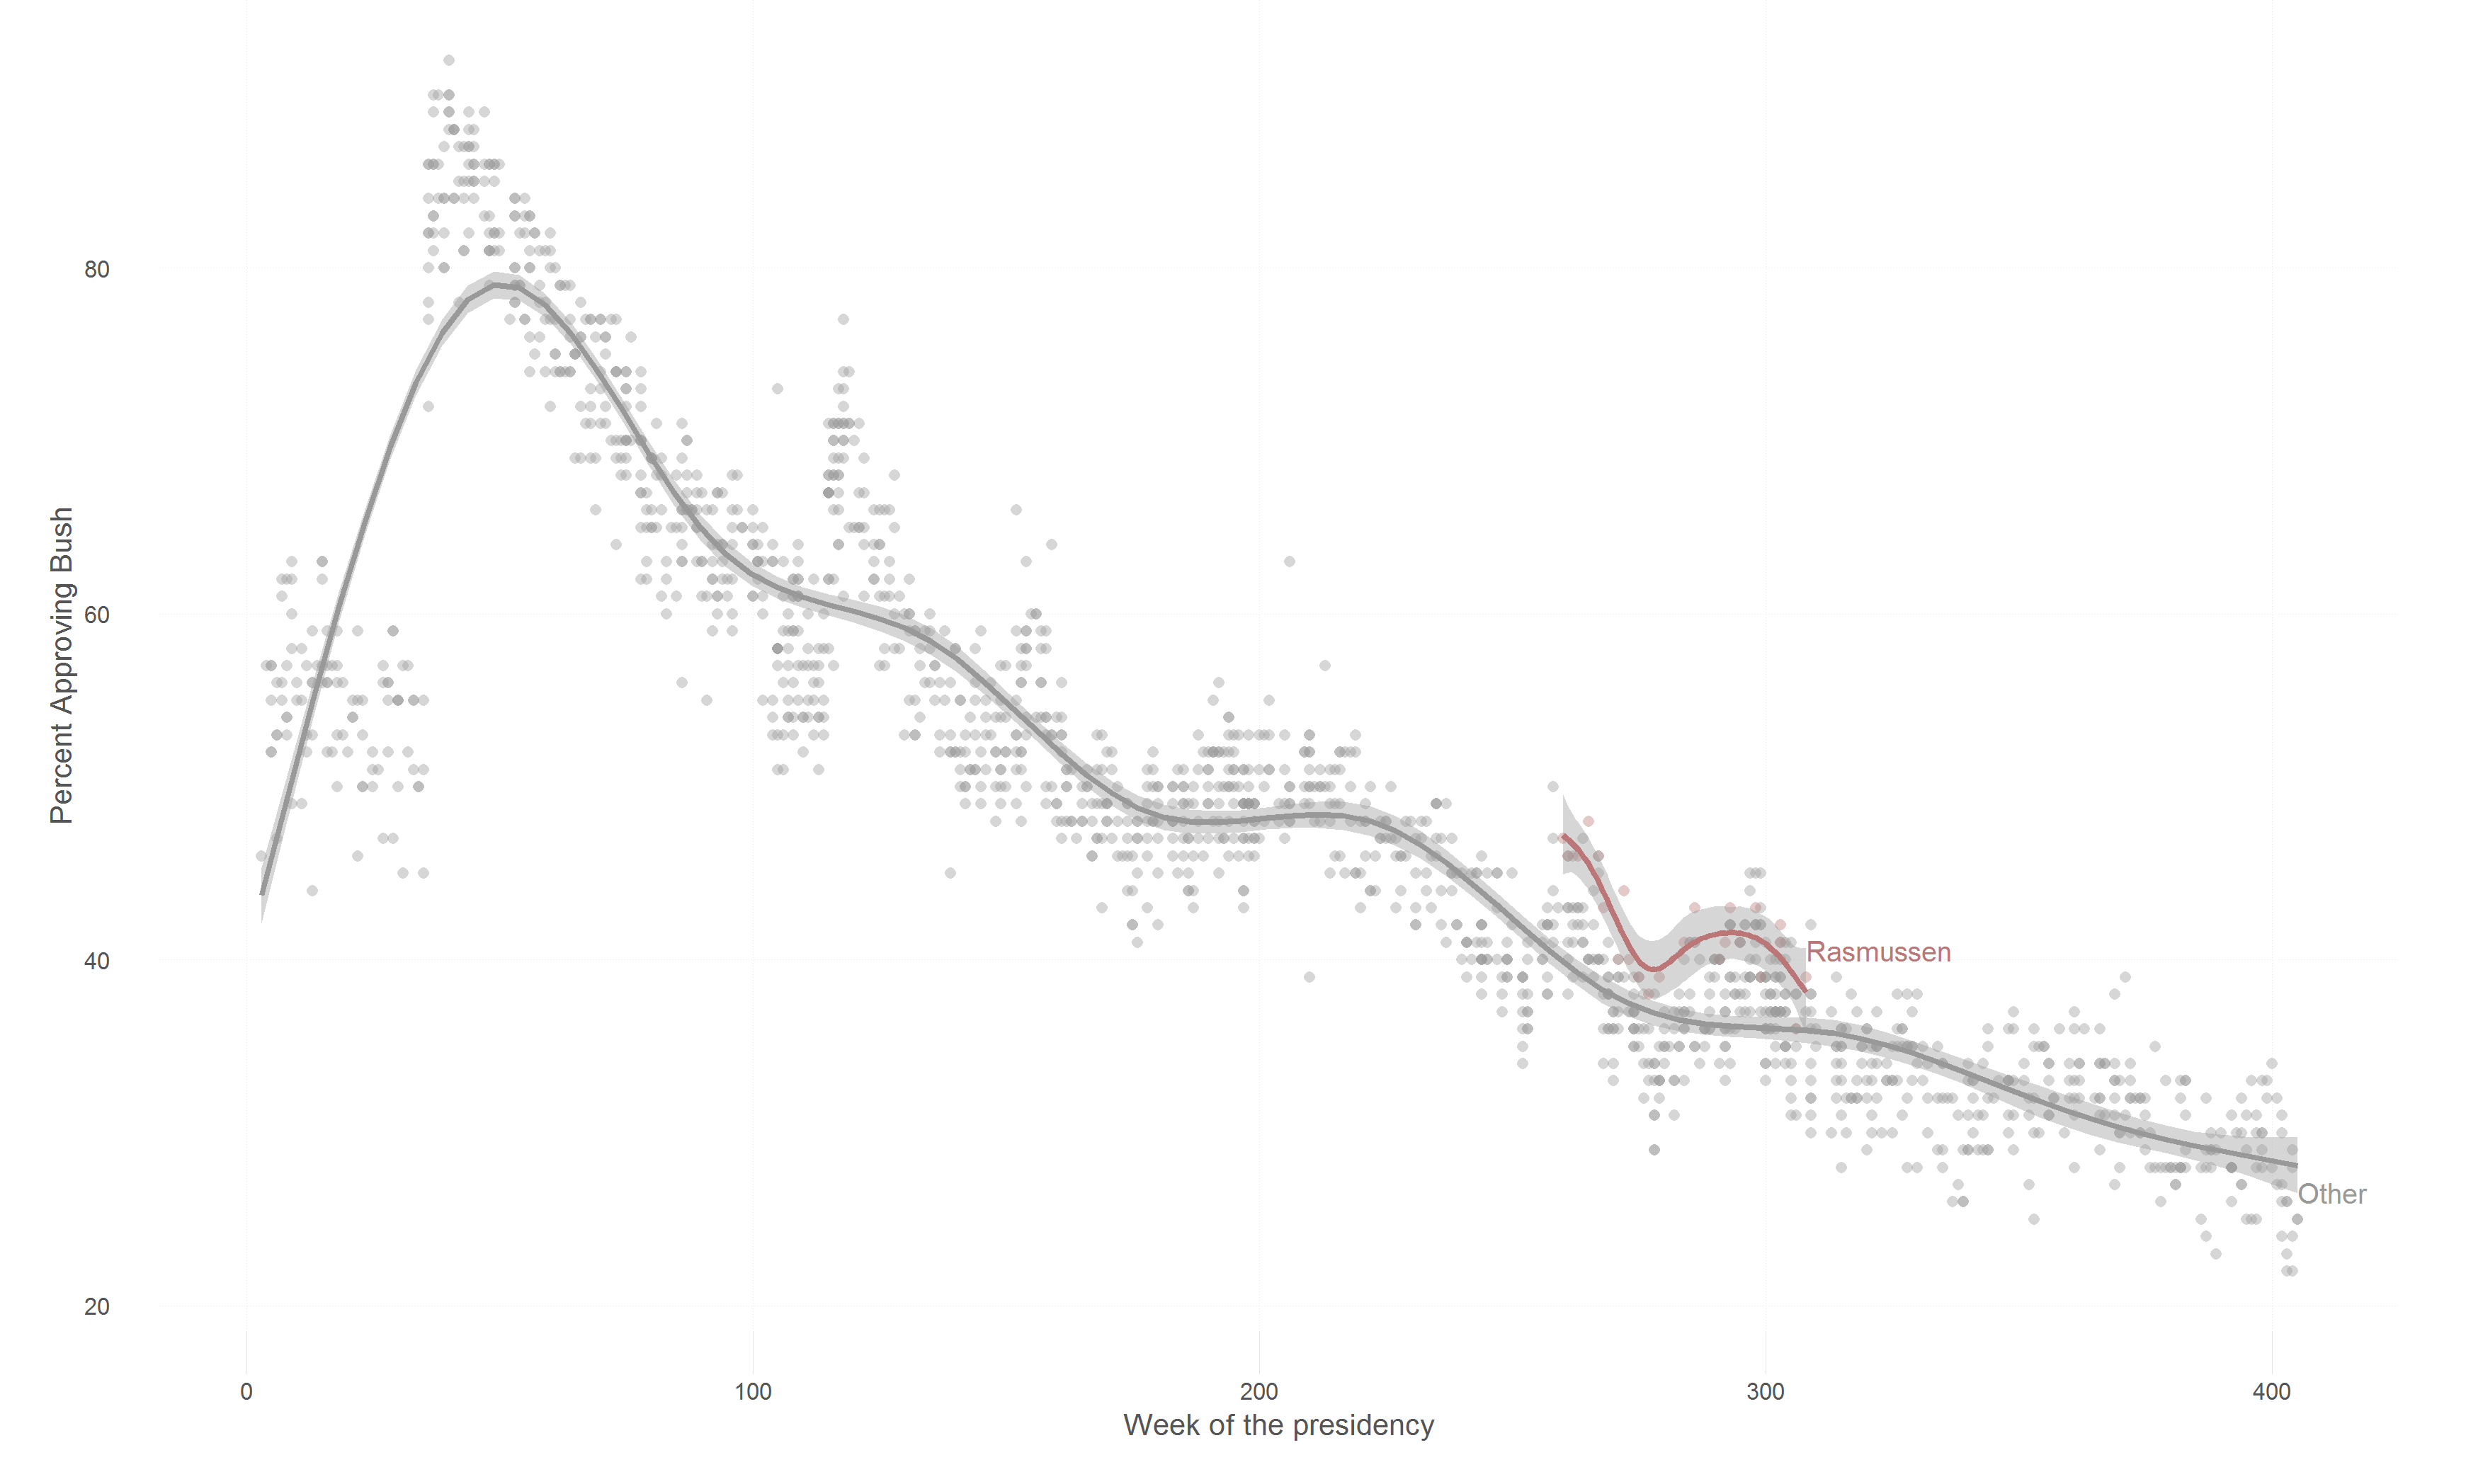 Percent Approving Bush
80
60
40
20
Rasmussen
Other
0 100 200 300 400
Week of the presidency